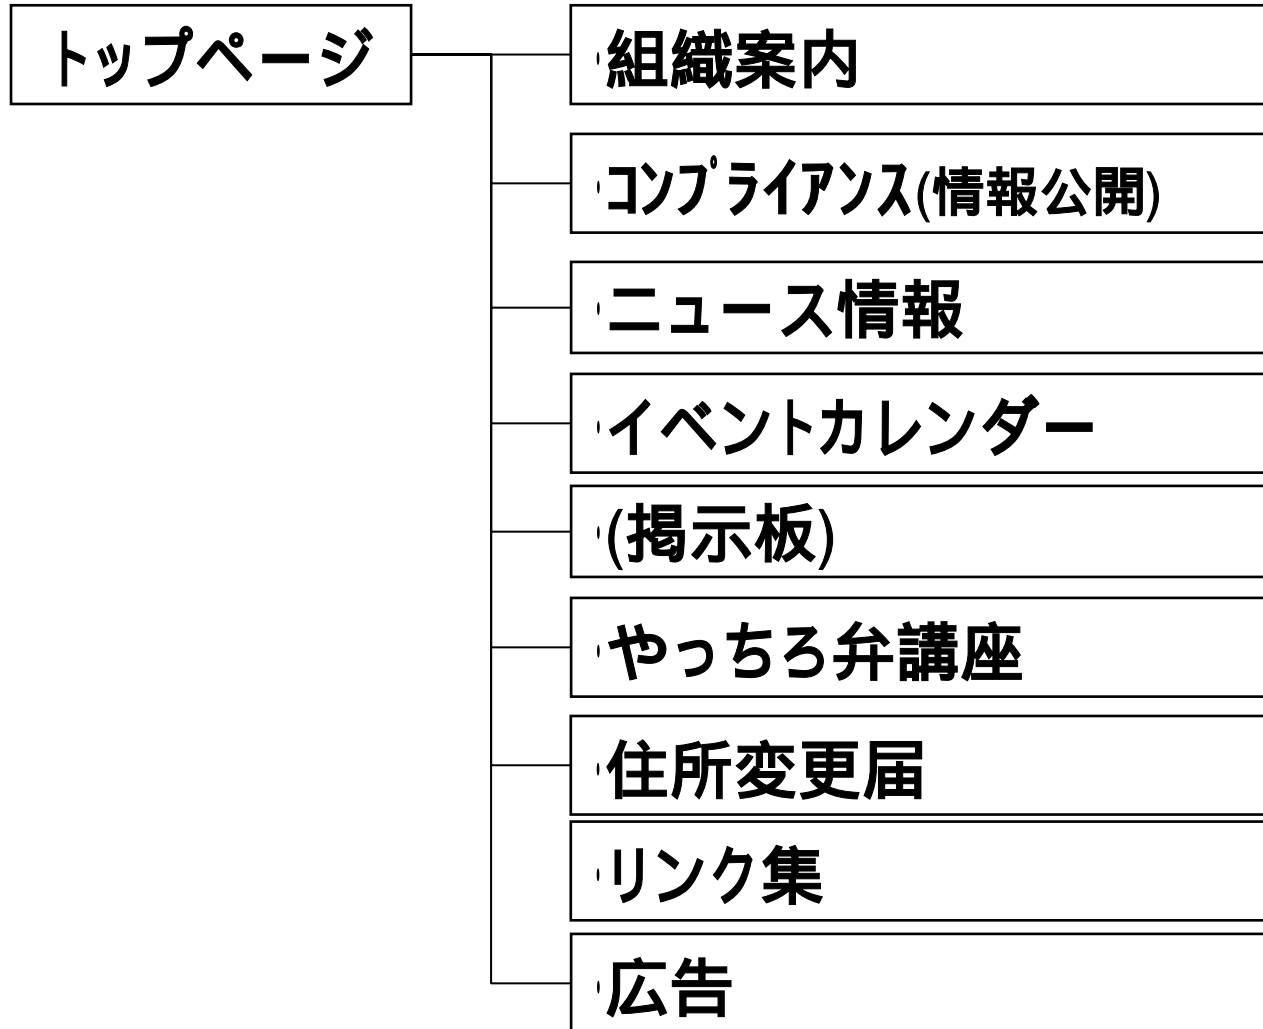 トップページ
・組織案内
・ｺﾝﾌﾟﾗｲｱﾝｽ(情報公開)
・ニュース情報
・イベントカレンダー
・(掲示板)
・やっちろ弁講座
・住所変更届
・リンク集
・広告